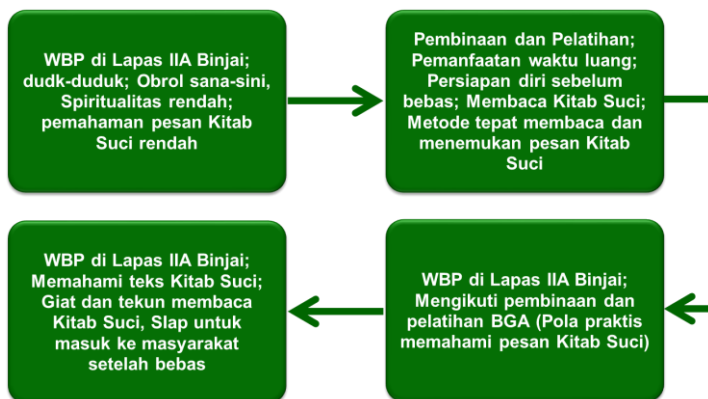 WBP di Lapas IIA Binjai;
dudk-duduk; Obrol sana-sini,
Spiritualitas rendah;
pemahaman pesan Kitab
Suci rendah
Pembinaan dan Pelatihan;
Pemanfaatan waktu luang;
Persiapan diri sebelum
bebas; Membaca Kitab Suci;
Metode tepat membaca dan
menemukan pesan Kitab
Suci
WBP di Lapas IIA Binjai;
Mengikuti pembinaan dan
pelatihan BGA (Pola praktis
memahami pesan Kitab Suci)
WBP di Lapas IIA Binjai;
Memahami teks Kitab Suci;
Giat dan tekun membaca
Kitab Suci, Slap untuk
masuk ke masyarakat
setelah bebas